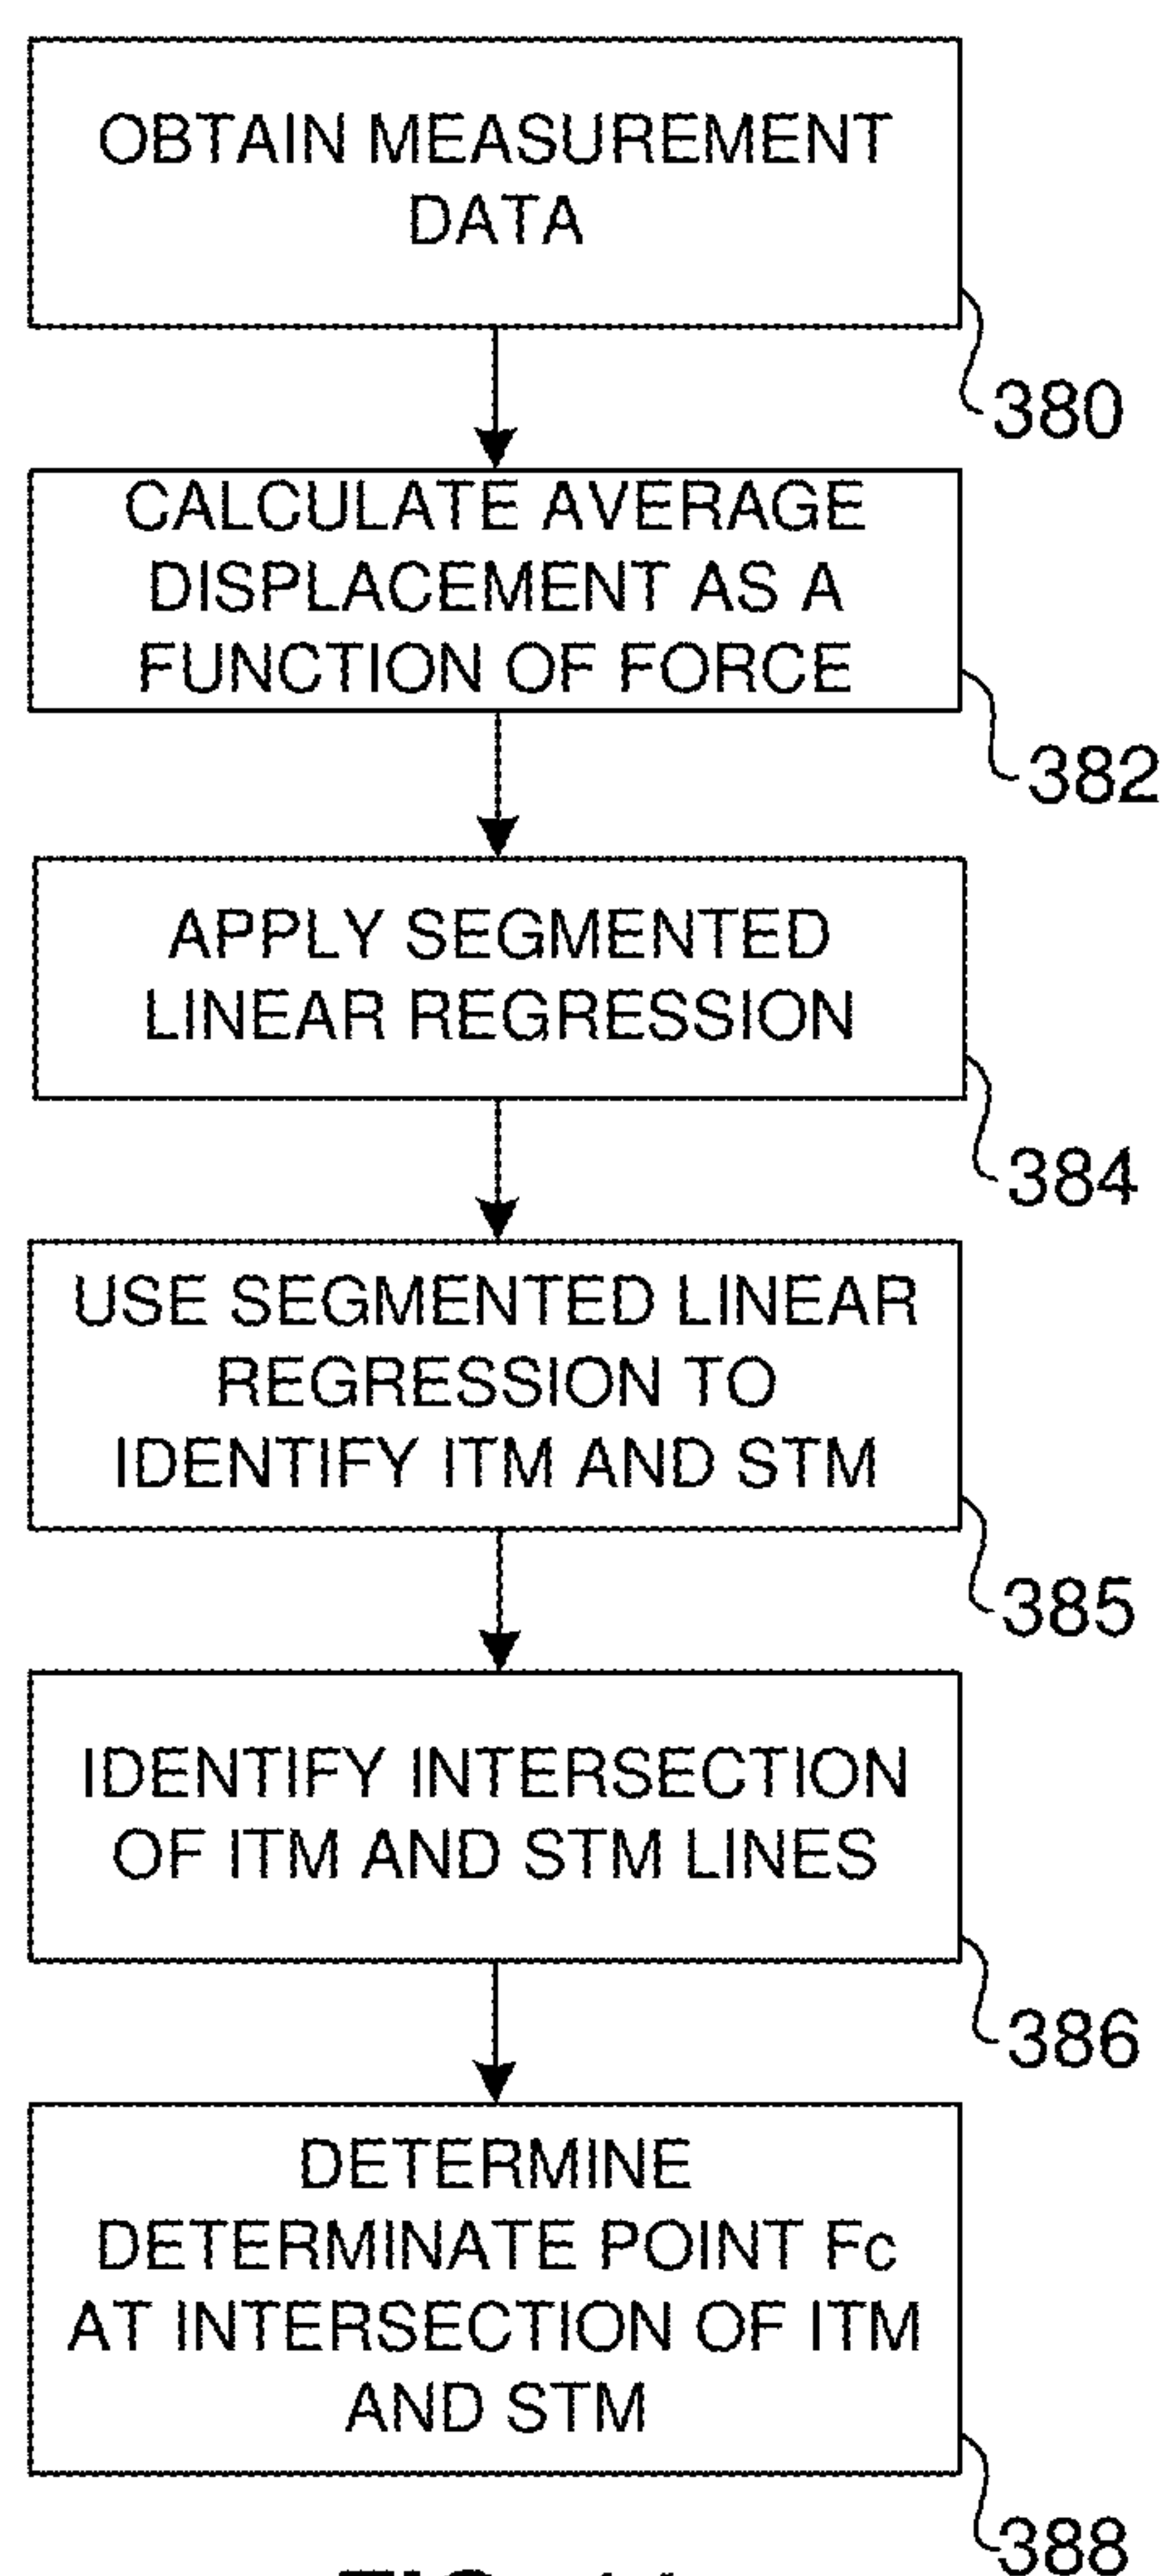 OBTAIN MEASUREMENT
DATA
380
CALCULATE AVERAGE
DISPLACEMENT AS A
FUNCTION OF FORCE
382
APPLY SEGMENTED
LINEAR REGRESSION
384
USE SEGMENTED LINEAR
REGRESSION TO
IDENTIFY ITM AND STM
385
IDENTIFY INTERSECTION
OF ITM AND STM LINES
386
DETERMINE
DETERMINATE POINT Fc
AT INTERSECTION OF ITM
AND STM
388